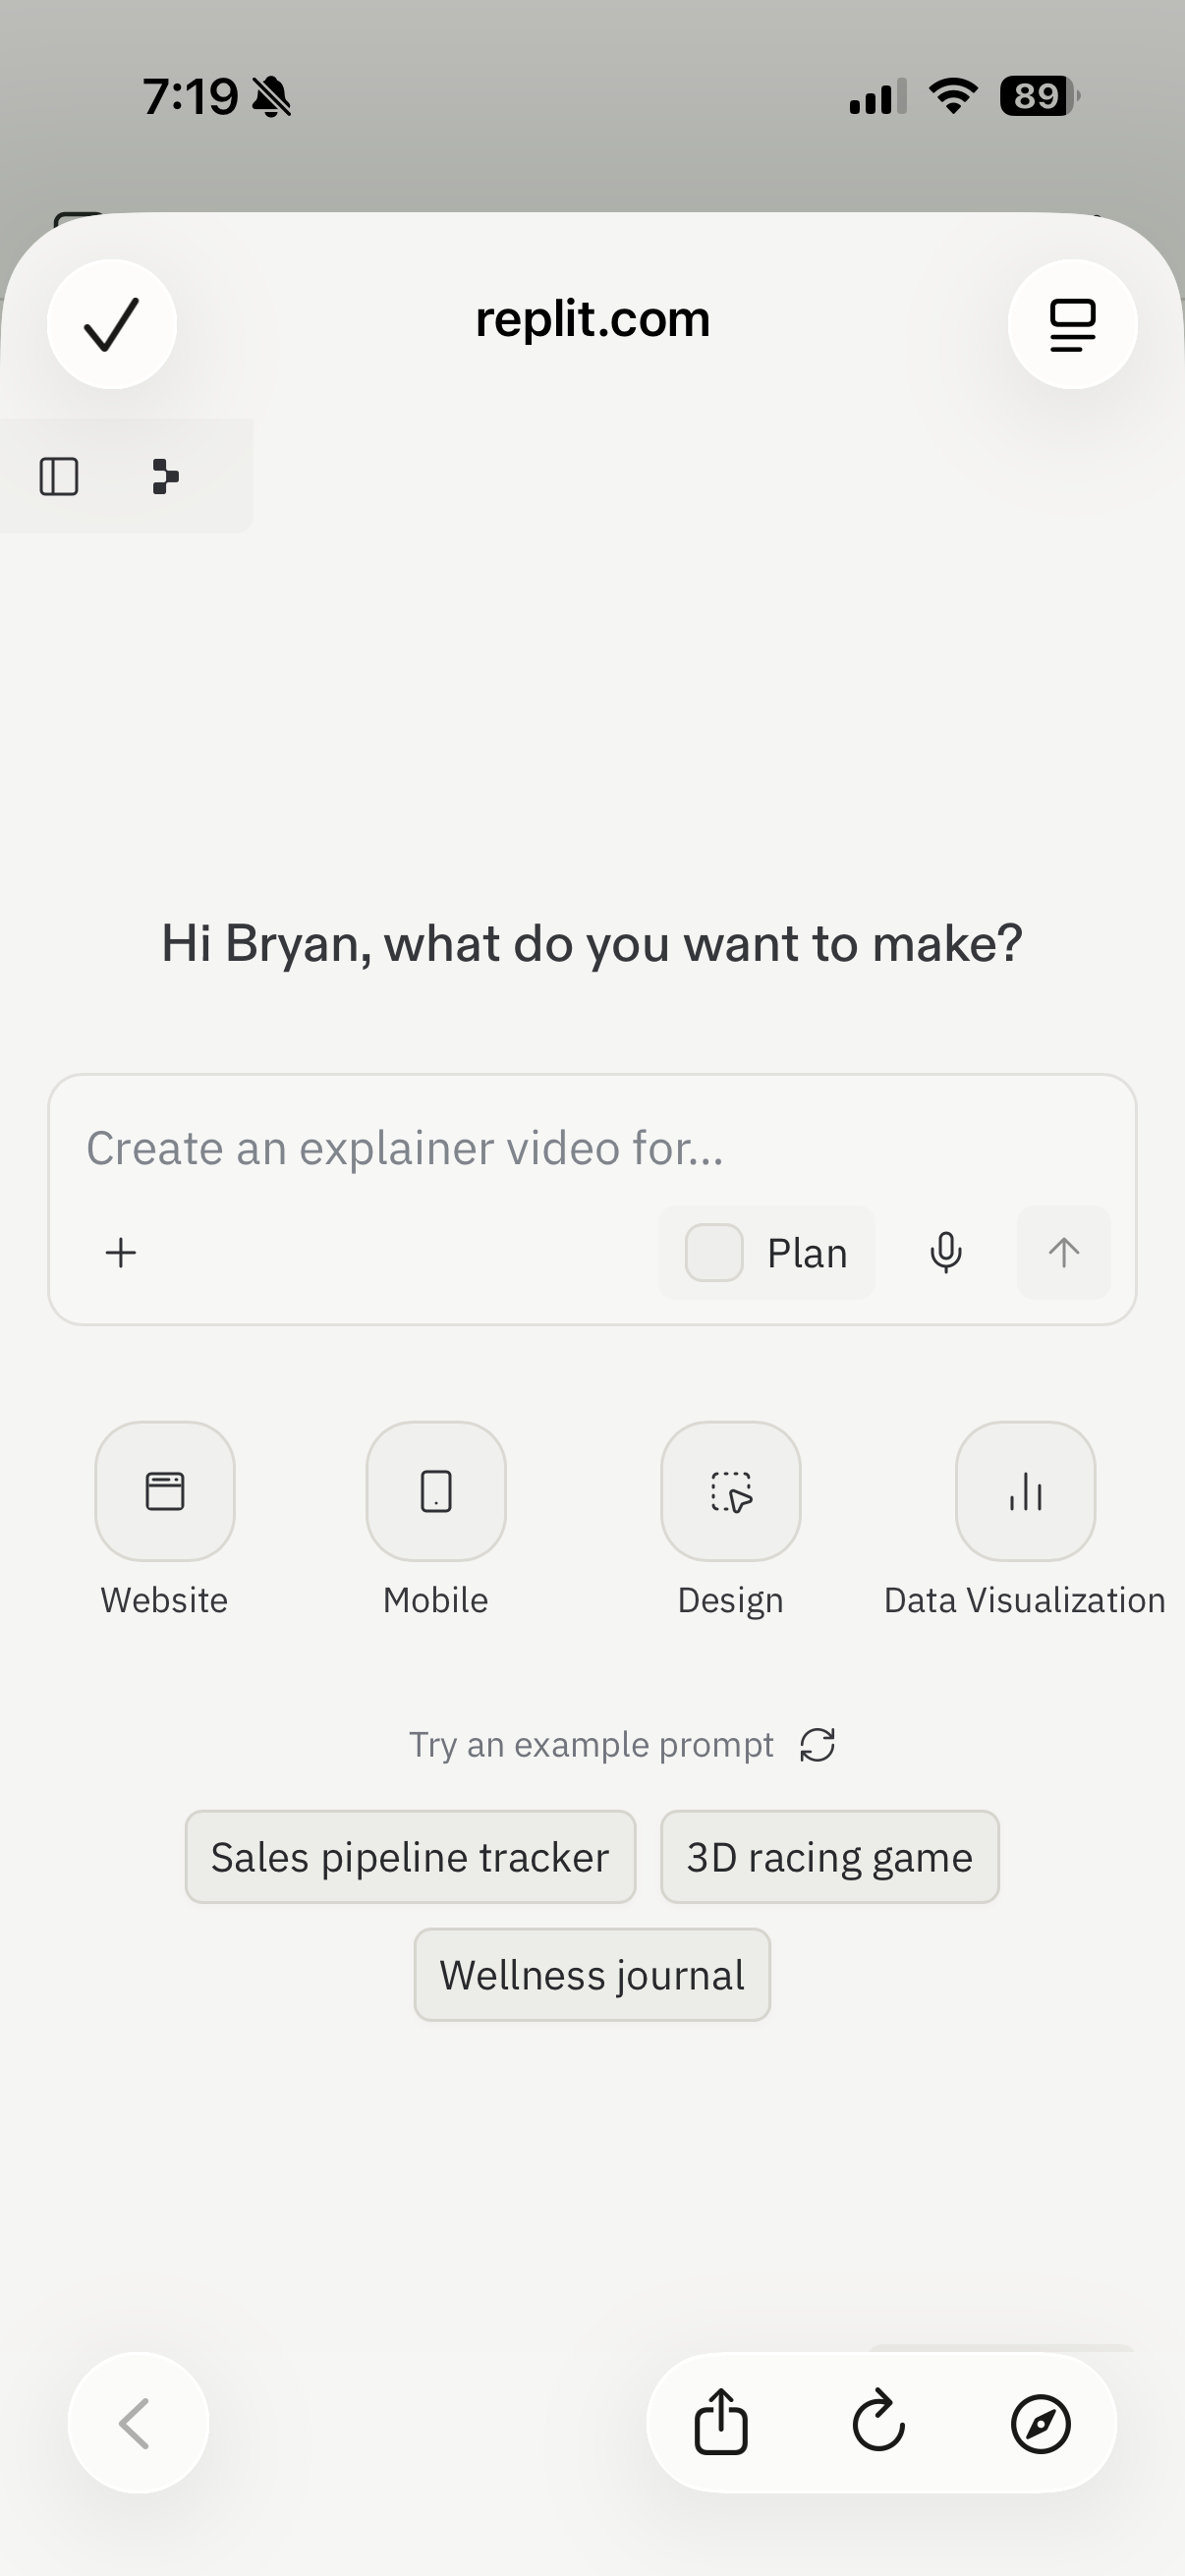 7:19
89
replit.com
Hi Bryan, what do you want to make?
Create an explainer video for...
Plan
Website
Mobile
Design
Data Visualization
Try an example prompt
Sales pipeline tracker
3D racing game
Wellness journal